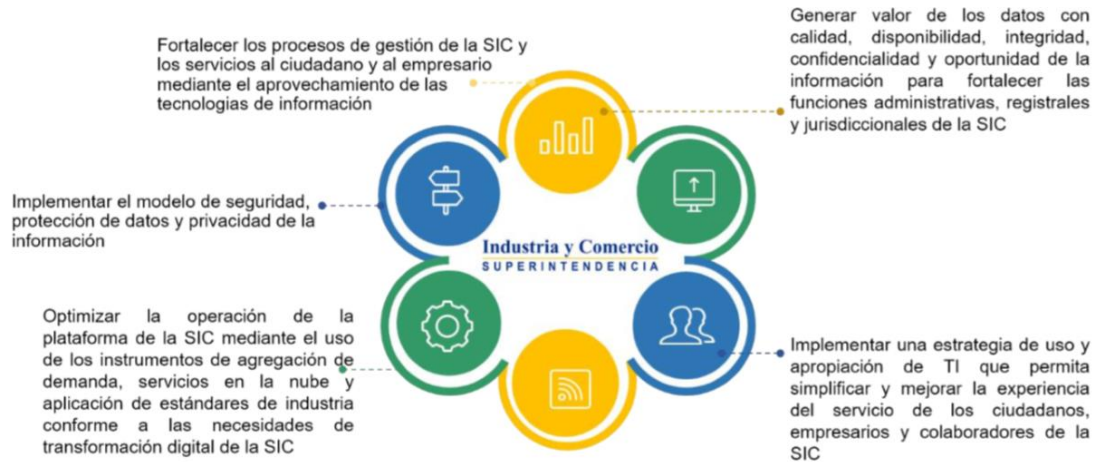 Fortalecer los procesos de gestión de la SIC y
los servicios al ciudadano y al empresario
mediante el aprovechamiento de las
tecnologias de información
Generar valor de los datos con
calidad, disponibilidad, integridad,
confidencialidad y oportunidad de la
información para fortalecer las
funciones administrativas, registrales
y jurisdiccionales de la SIC
Implementar el modelo de seguridad,
protección de datos y privacidad de la
información
Industria y Comercio
SUPERINTENDENCIA
Optimizar la operación de la
plataforma de la SIC mediante el uso
de los instrumentos de agregación de
demanda, servicios en la nube y
aplicación de estándares de industria
conforme a las necesidades de
transformación digital de la SIC
Implementar una estrategia de uso y
apropiación de TI que permita
simplificar y mejorar la experiencia
del servicio de los ciudadanos,
empresarios y colaboradores de la
SIC